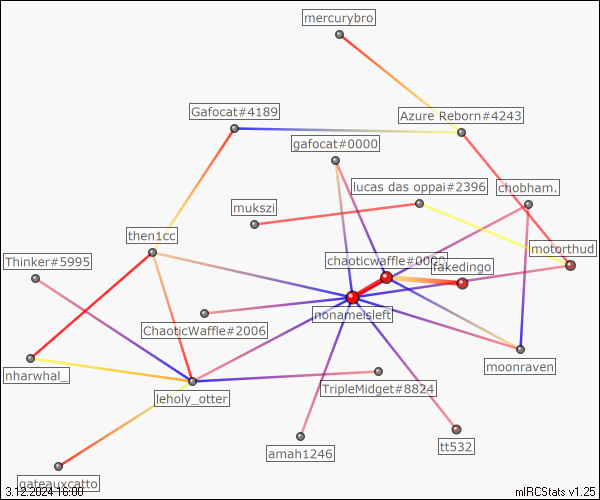 mercurybro
Gafocat#4189
Azure Reborn#4243
gafocat#0000
lucas das oppai#2396
chobham.
mukszi
then1cc
motorthud
Thinker#5995
chaoticwaffle#0000
fakedingo
nonameisleft
ChaoticWaffle#2006
moonraven
nharwhal_
TripleMidget#8824
leholy_otter
tt532
amah1246
gateauxcatto
3.12.2024 16:00
mIRCStats v1.25